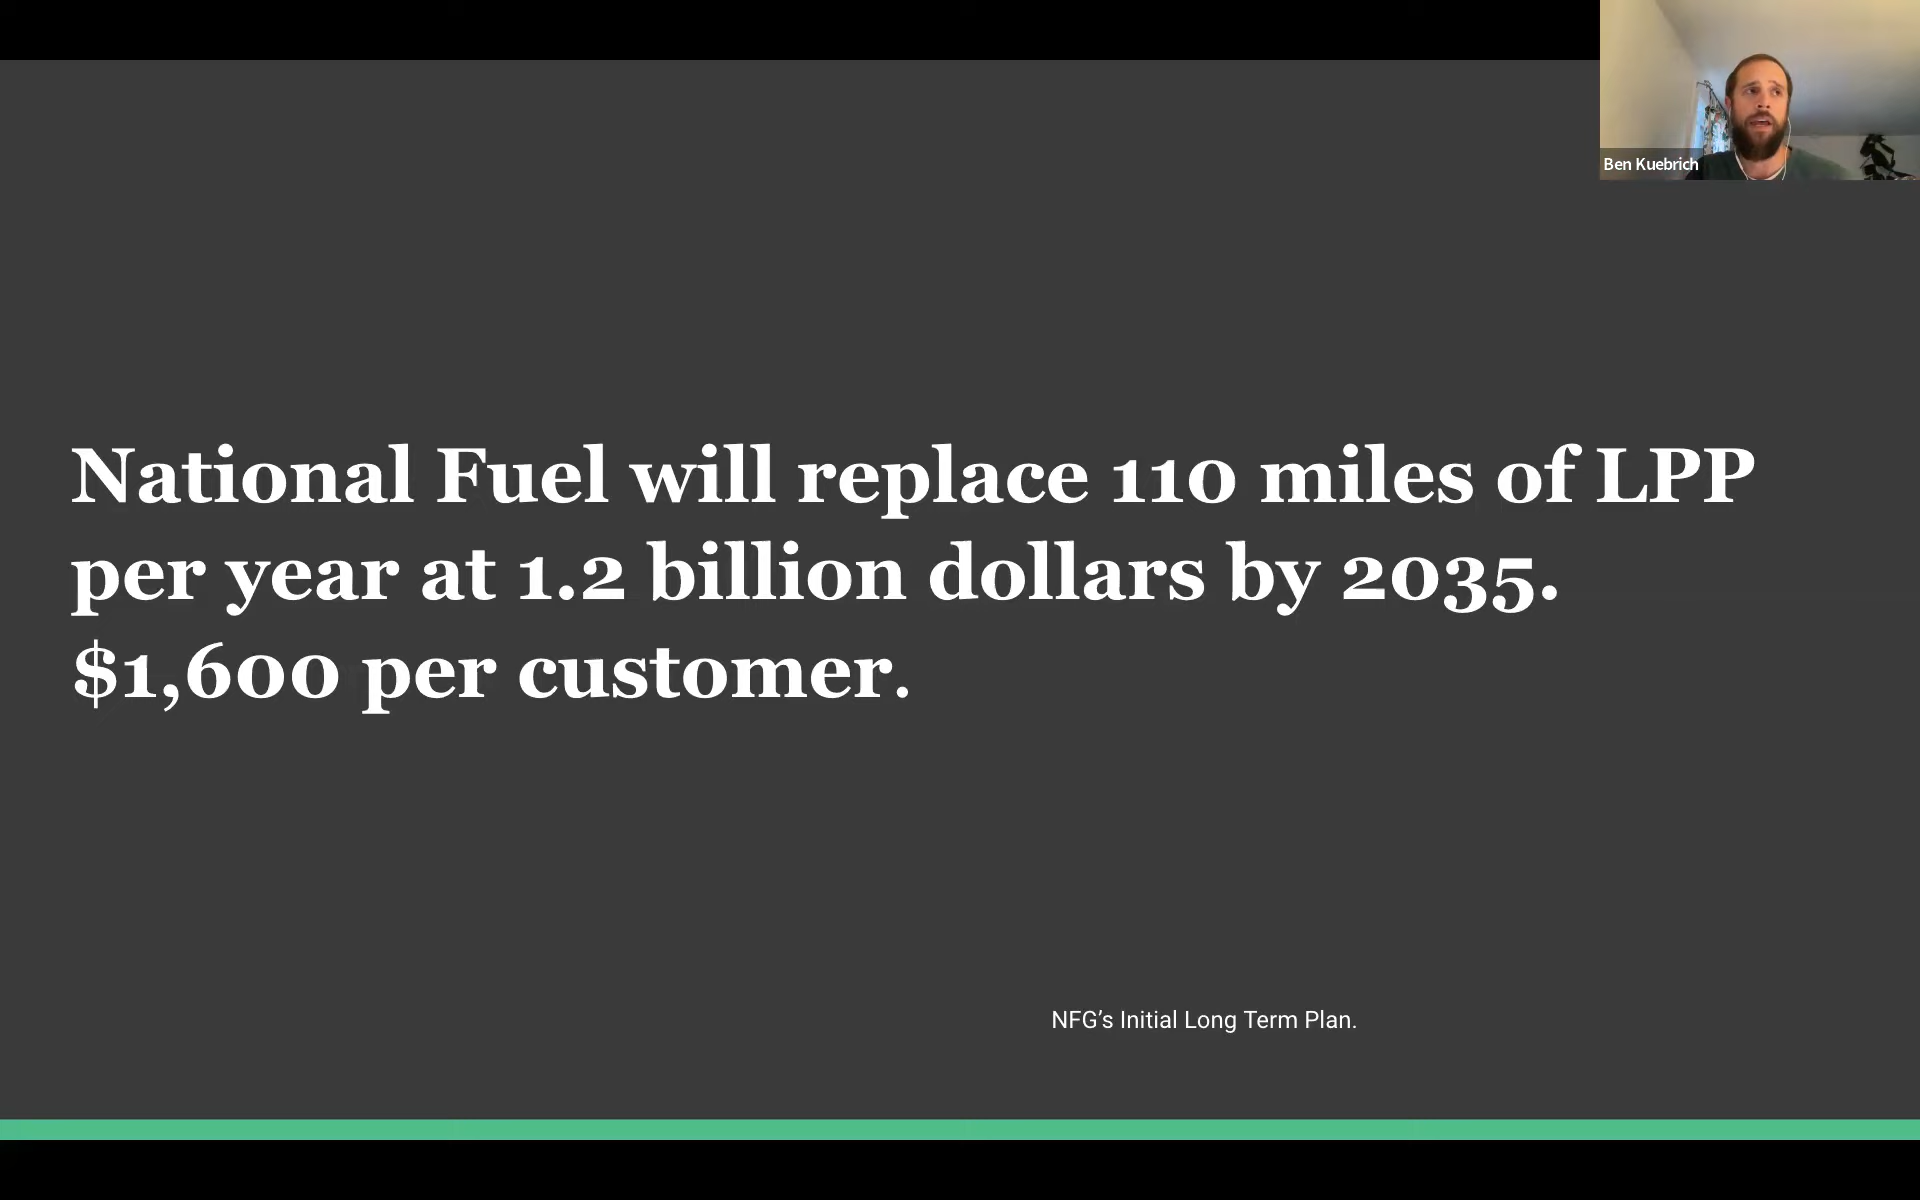 Ben Kuebrich
National Fuel will replace 110 miles of LPP
per year at 1.2 billion dollars by 2035.
$1,600 per customer.
NFG’s Initial Long Term Plan.